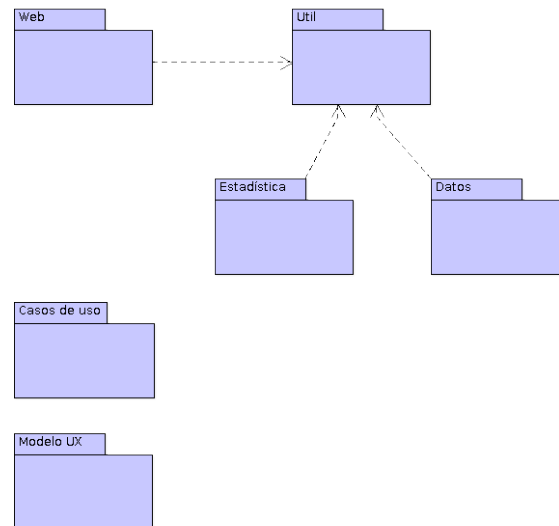 Web
Util
Estadística
Datos
Casos de uso
Modelo UX